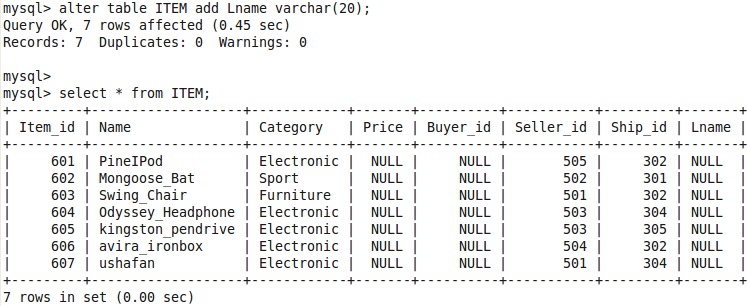 mysql> alter table ITEM add Lname varchar(20);
Query OK, 7 rows affected (0.45 sec)
Records: 7  Duplicates: 0  Warnings: 0

mysql>
mysql> select * from ITEM;
+---------+-------------------+------------+-------+----------+-----------+---------+-------+
| Item_id | Name              | Category   | Price | Buyer_id | Seller_id | Ship_id | Lname |
+---------+-------------------+------------+-------+----------+-----------+---------+-------+
|     601 | PineIPod          | Electronic |  NULL |     NULL |       505 |     302 | NULL  |
|     602 | Mongoose_Bat      | Sport      |  NULL |     NULL |       502 |     301 | NULL  |
|     603 | Swing_Chair       | Furniture  |  NULL |     NULL |       501 |     302 | NULL  |
|     604 | Odyssey_Headphone | Electronic |  NULL |     NULL |       503 |     304 | NULL  |
|     605 | kingston_pendrive | Electronic |  NULL |     NULL |       503 |     305 | NULL  |
|     606 | avira_ironbox     | Electronic |  NULL |     NULL |       504 |     302 | NULL  |
|     607 | ushafan           | Electronic |  NULL |     NULL |       501 |     304 | NULL  |
+---------+-------------------+------------+-------+----------+-----------+---------+-------+
7 rows in set (0.00 sec)